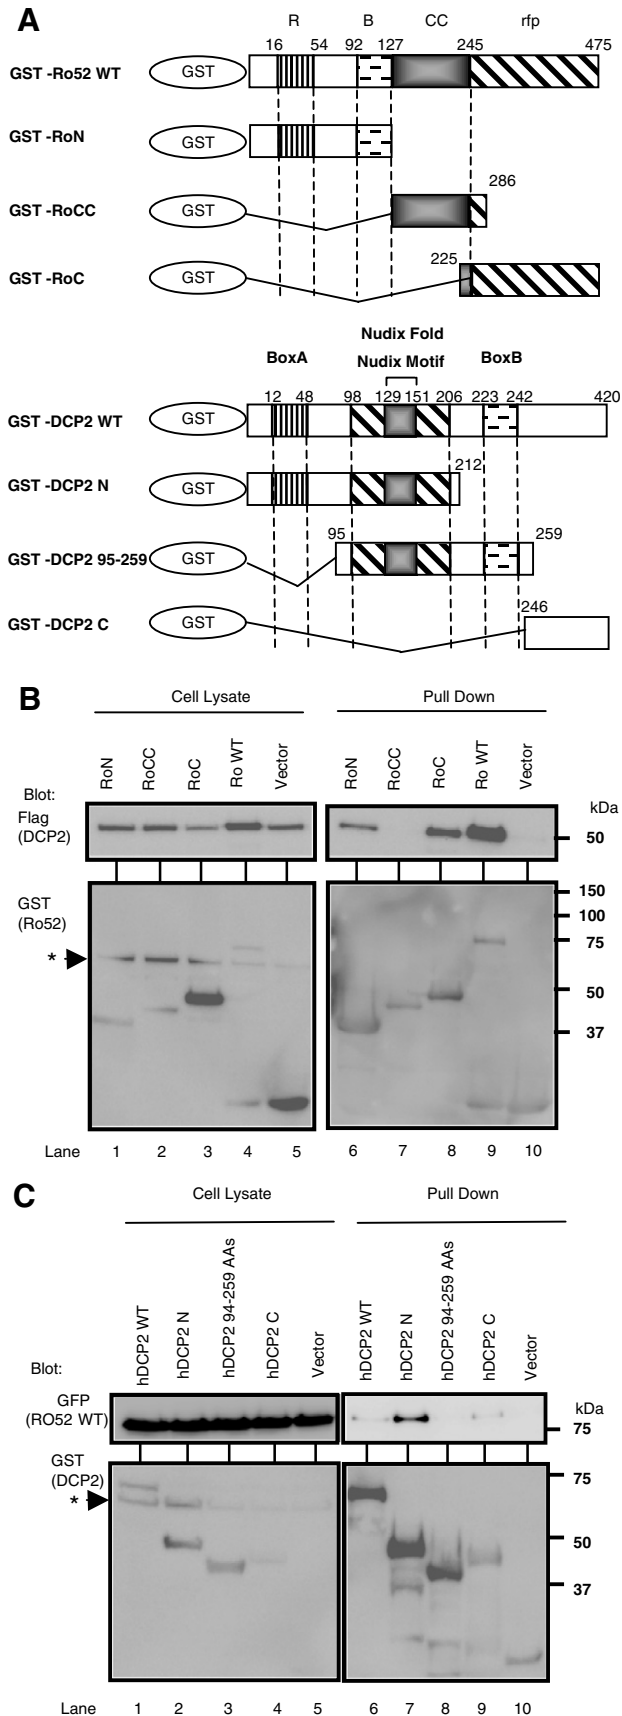 A
R B CC rfp
16 54 92 127 245 475
GST -Ro52 WT GST
GST -RoN GST
286
GST -RoCC GST
225
GST -RoC GST
Nudix Fold
BoxA Nudix Motif BoxB
12 48 98 129 151 206 223 242 420
GST -DCP2 WT GST
212
GST -DCP2 N GST
95 259
GST -DCP2 95-259 GST
246
GST -DCP2 C GST
B
Cell Lysate Pull Down
RoN RoCC RoC Ro WT Vector RoN RoCC RoC Ro WT Vector
Blot:
Flag
(DCP2)
kDa
50
GST
(Ro52)
*
150
100
75
50
37
Lane 1 2 3 4 5 6 7 8 9 10
C
Cell Lysate Pull Down
hDCP2 WT hDCP2 N hDCP2 94-259 AAs hDCP2 C Vector hDCP2 WT hDCP2 N hDCP2 94-259 AAs hDCP2 C Vector
Blot:
GFP
(RO52 WT)
kDa
75
GST
(DCP2)
*
75
50
37
Lane 1 2 3 4 5 6 7 8 9 10